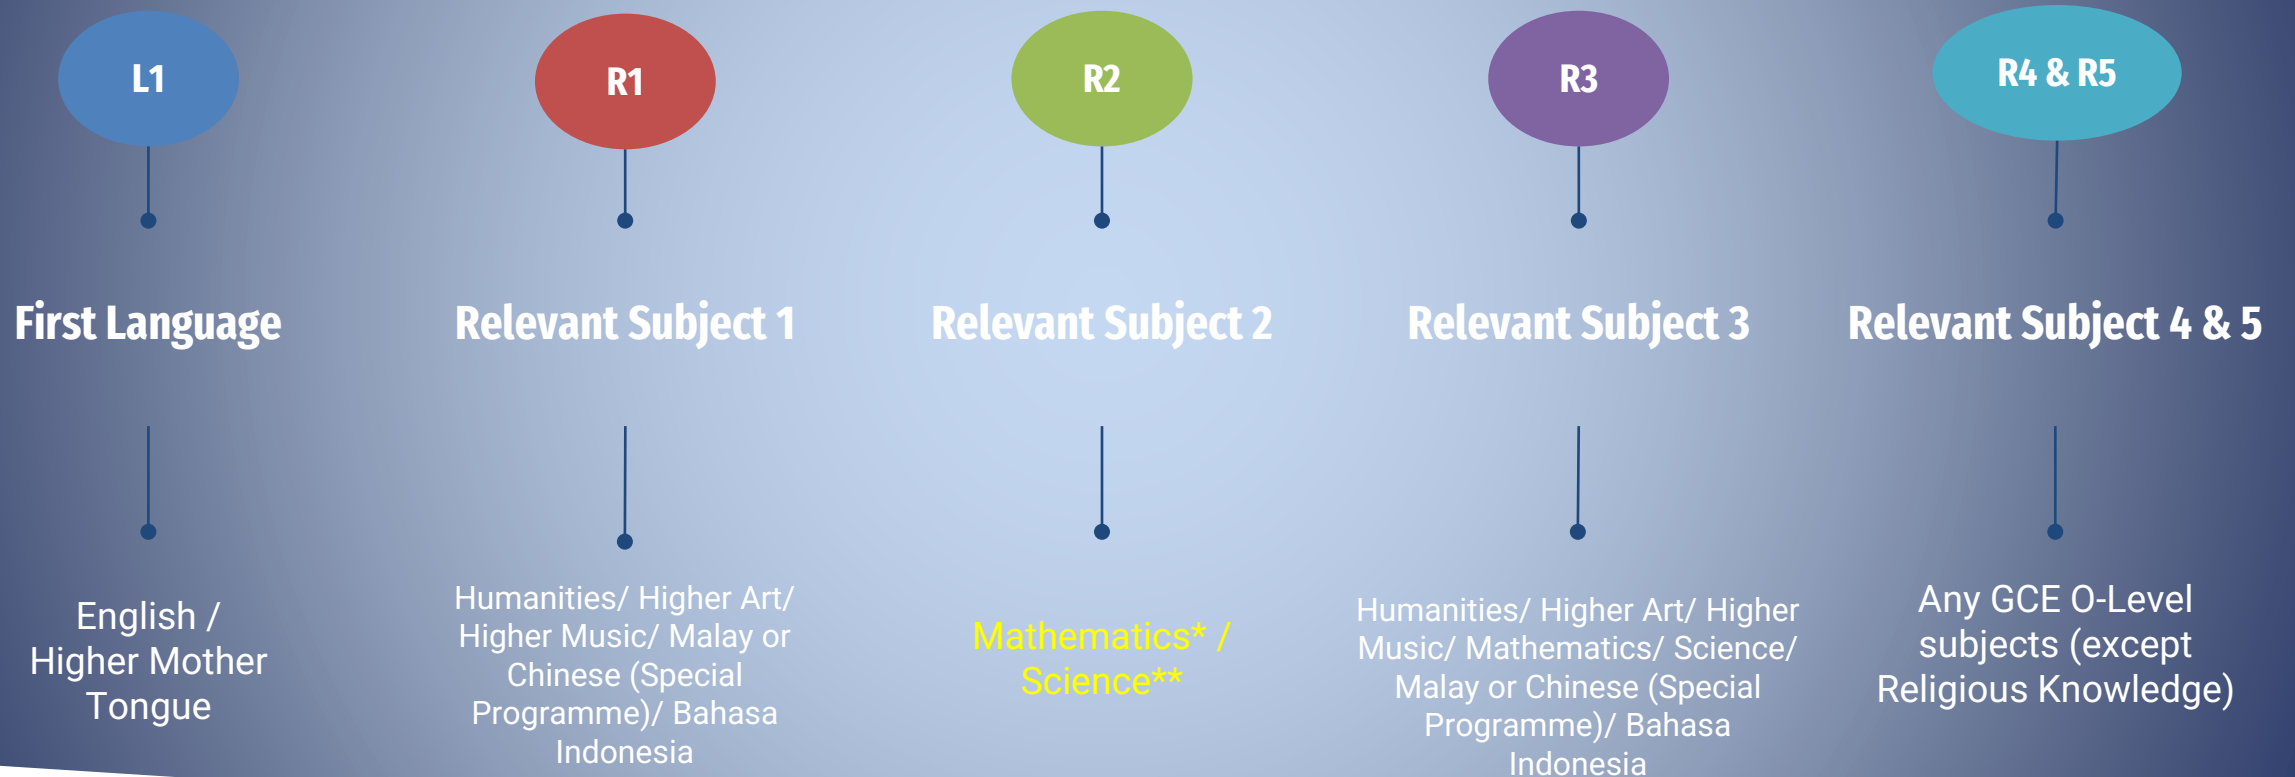 L1
R1
R2
R3
R4 & R5
First Language
Relevant Subject 1
Relevant Subject 2
Relevant Subject 3
Relevant Subject 4 & 5
English /
Higher Mother
Tongue
Humanities/ Higher Art/
Higher Music/ Malay or
Chinese (Special
Programme)/ Bahasa
Indonesia
Mathematics* /
Science**
Humanities/ Higher Art/ Higher
Music/ Mathematics/ Science/
Malay or Chinese (Special
Programme)/ Bahasa
Indonesia
Any GCE O-Level
subjects (except
Religious Knowledge)